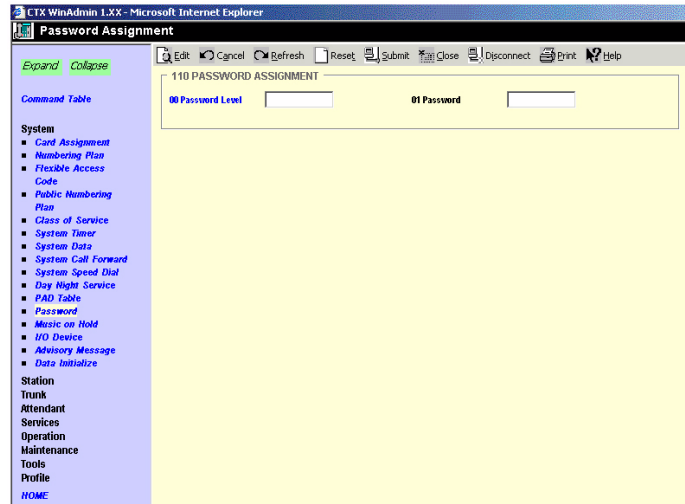 CTX WinAdmin 1.XX - Microsoft Internet Explorer
Password Assignment
Edit Cancel Refresh Reset Submit Close Disconnect Print Help
Expand Collapse
Command Table
System
Card Assignment
Numbering Plan
Flexible Access
Code
Public Numbering
Plan
Class of Service
System Timer
System Data
System Call Forward
System Speed Dial
Day Night Service
PAD Table
Password
Music on Hold
I/O Device
Advisory Message
Data Initialize
Station
Trunk
Attendant
Services
Operation
Maintenance
Tools
Profile
HOME
110 PASSWORD ASSIGNMENT
00 Password Level 01 Password